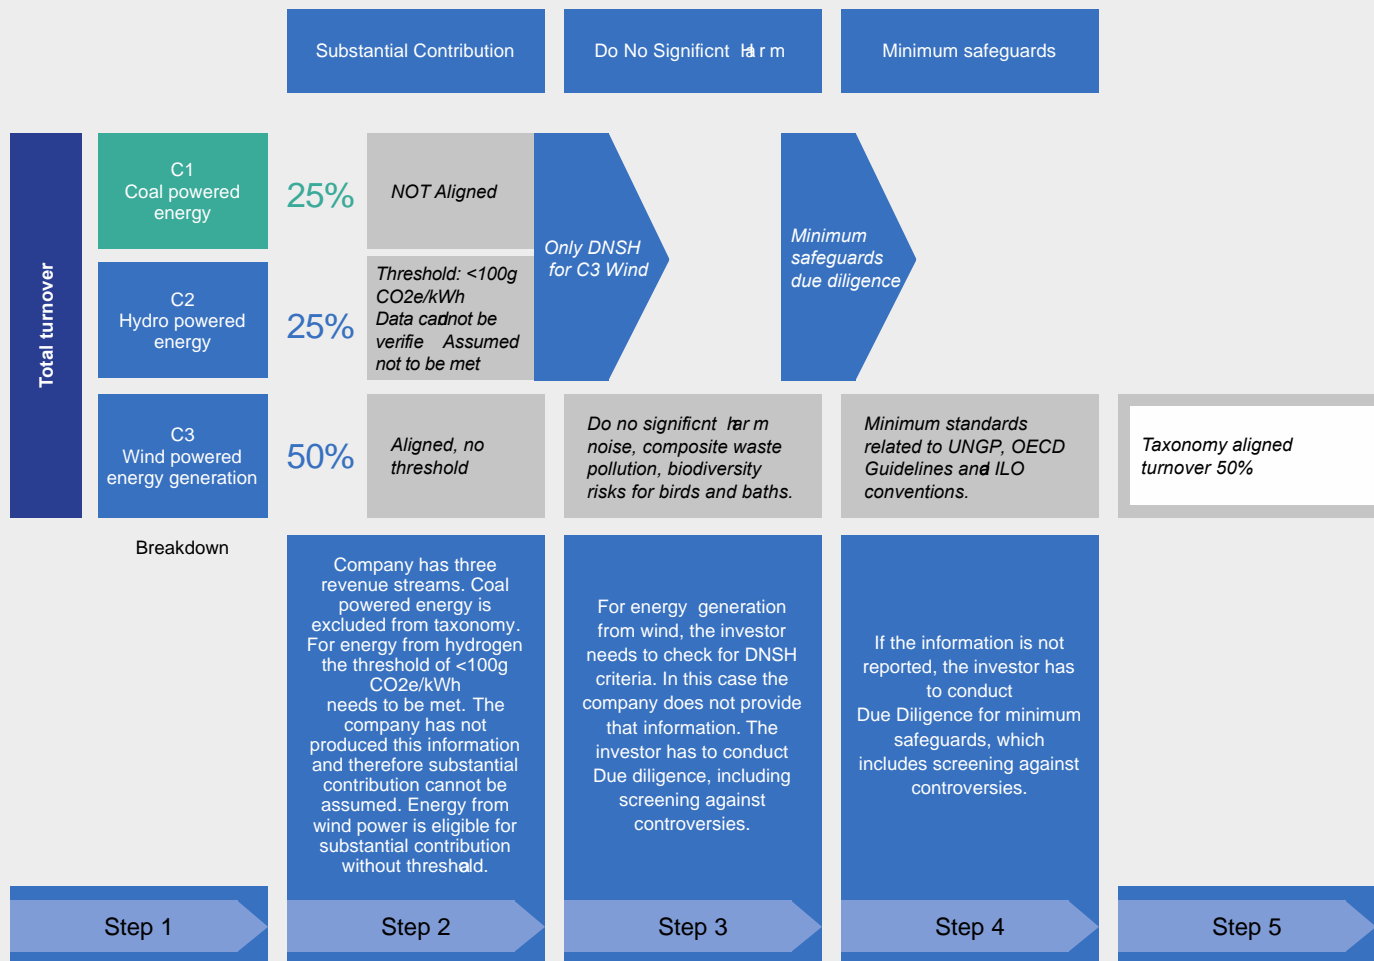 Substantial Contribution
Do No Significnt Harm
Minimum safeguards
Total turnover
C1
Coal powered
energy
25%
NOT Aligned
Only DNSH
for C3 Wind
Minimum
safeguards
due diligence
C2
Hydro powered
energy
25%
Threshold: <100g
CO2e/kWh
Data cannot be
verifie Assumed
not to be met
C3
Wind powered
energy generation
50%
Aligned, no
threshold
Do no significnt harm
noise, composite waste
pollution, biodiversity
risks for birds and baths.
Minimum standards
related to UNGP, OECD
Guidelines and ILO
conventions.
Taxonomy aligned
turnover 50%
Breakdown
Company has three
revenue streams. Coal
powered energy is
excluded from taxonomy.
For energy from hydrogen
the threshold of <100g
CO2e/kWh
needs to be met. The
company has not
produced this information
and therefore substantial
contribution cannot be
assumed. Energy from
wind power is eligible for
substantial contribution
without threshold.
For energy generation
from wind, the investor
needs to check for DNSH
criteria. In this case the
company does not provide
that information. The
investor has to conduct
Due diligence, including
screening against
controversies.
If the information is not
reported, the investor has
to conduct
Due Diligence for minimum
safeguards, which
includes screening against
controversies.
Step 1
Step 2
Step 3
Step 4
Step 5